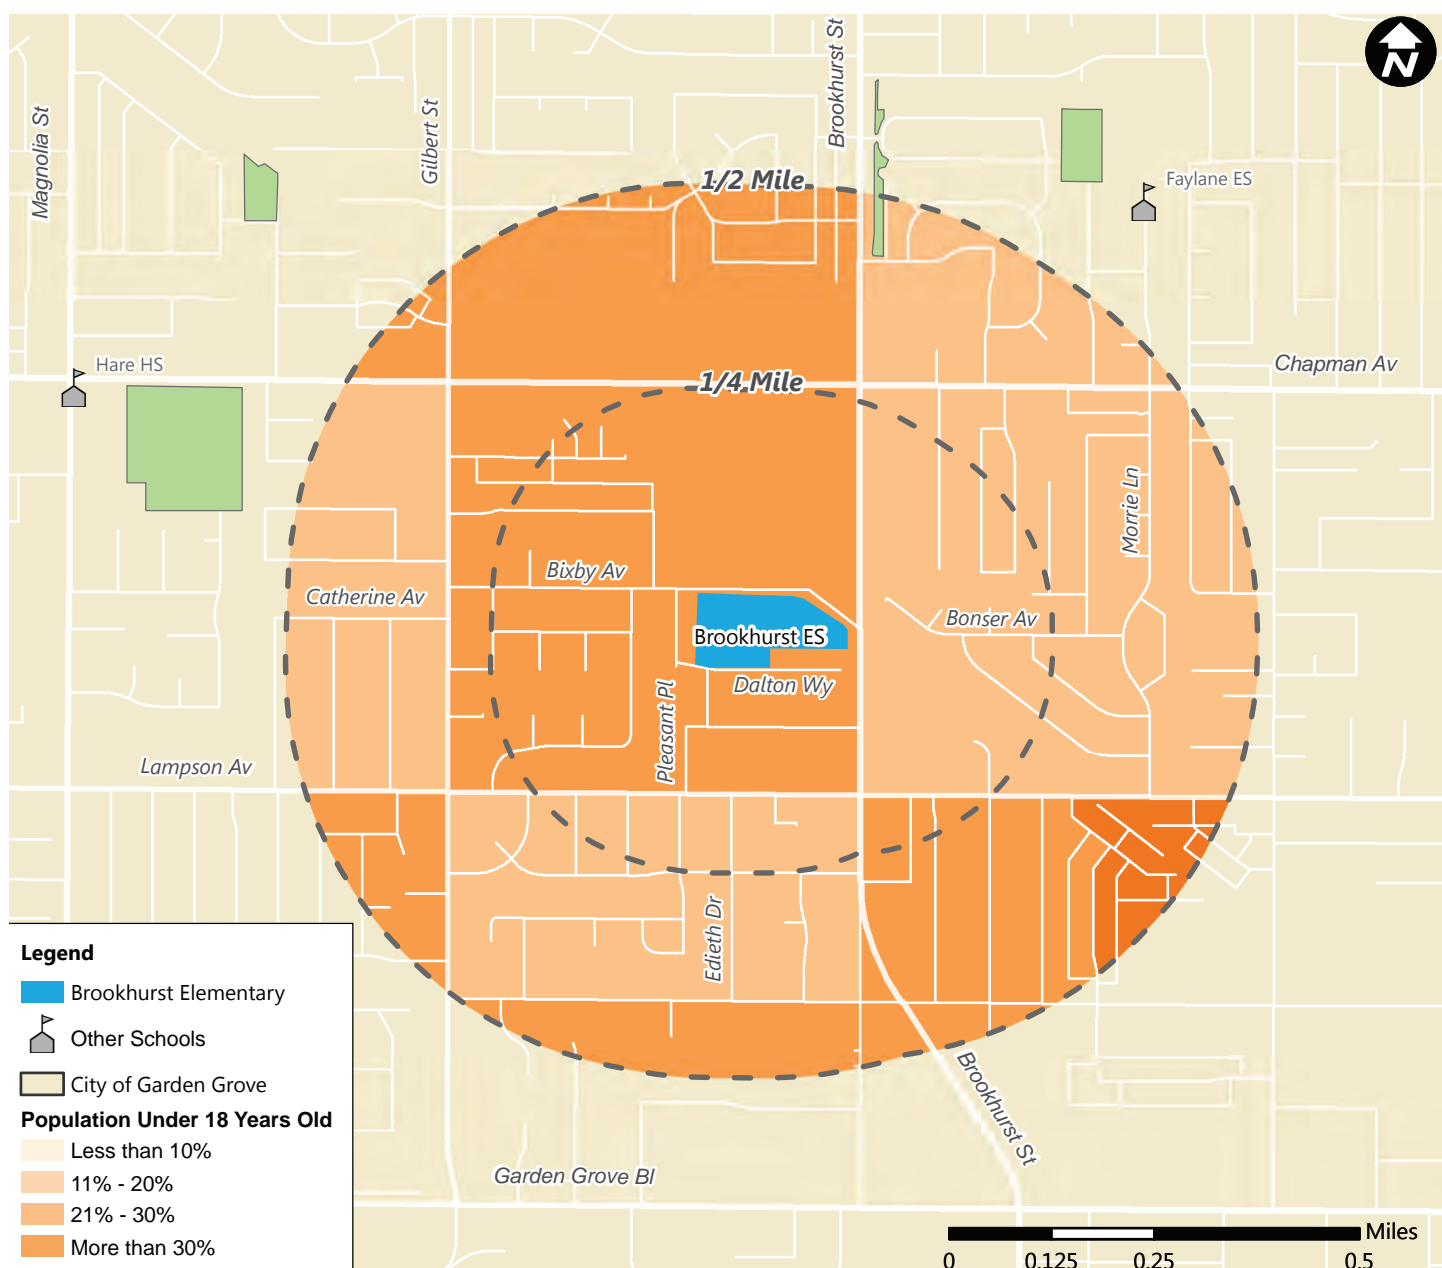 N
Brookhurst St
Gilbert St
Magnolia St
1/2 Mile
Faylane ES
Hare HS
Chapman Av
1/4 Mile
Morrie Ln
Bixby Av
Catherine Av
Bonser Av
Brookhurst ES
Dalton Wy
Pleasant Pl
Lampson Av
Edieth Dr
Brookhurst St
Garden Grove Bl
Legend
Brookhurst Elementary
Other Schools
City of Garden Grove
Population Under 18 Years Old
Less than 10%
11% - 20%
21% - 30%
More than 30%
Miles
0 0.125 0.25 0.5